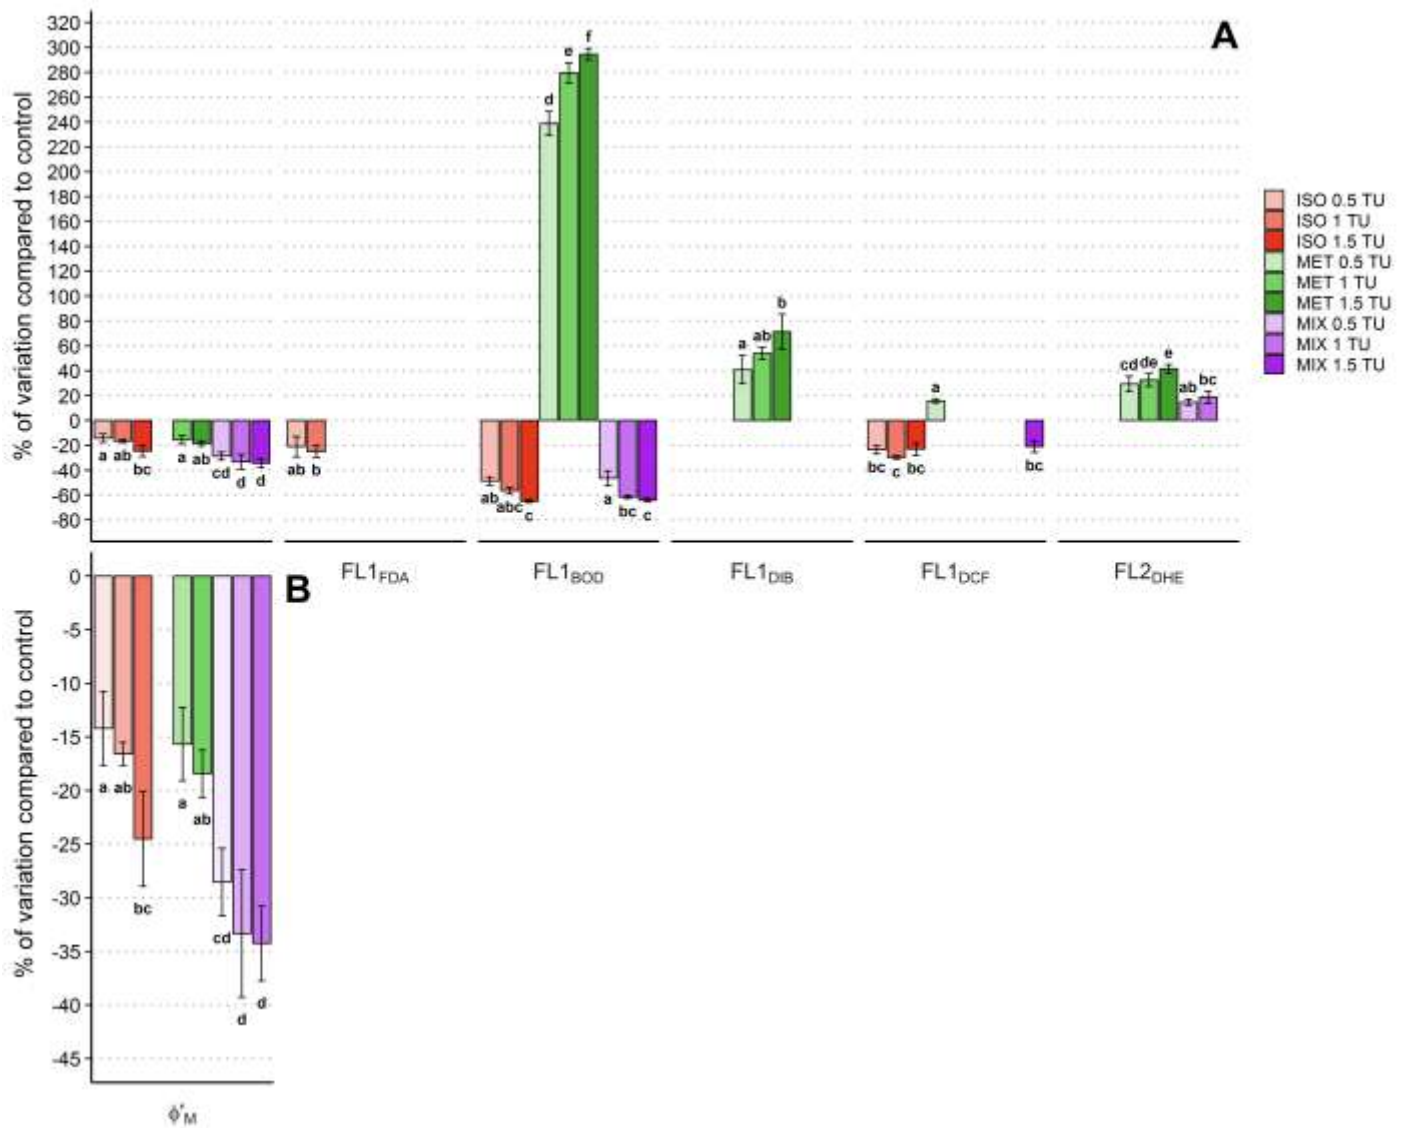 A
% of variation compared to control
320
300
280
260
240
220
200
180
160
140
120
100
80
60
40
20
0
-20
-40
-60
-80
a ab bc a ab cd d d
ab b
ab abc c d e f a bc c
a ab b
bc c bc a bc
cd de e ab bc
ISO 0.5 TU
ISO 1 TU
ISO 1.5 TU
MET 0.5 TU
MET 1 TU
MET 1.5 TU
MIX 0.5 TU
MIX 1 TU
MIX 1.5 TU
FL1FDA FL1BOD FL1DIB FL1DCF FL2DHE
B
% of variation compared to control
0
-5
-10
-15
-20
-25
-30
-35
-40
-45
a ab bc a ab cd d d
ϕ'M